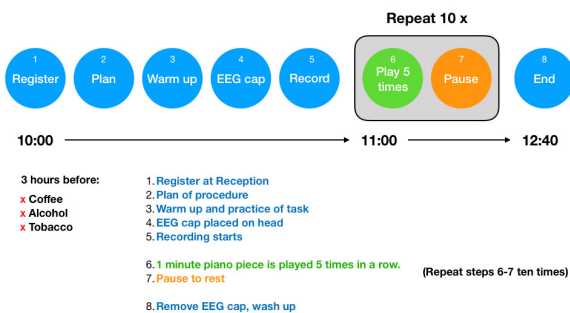 Repeat 10 x
1
Register
2
Plan
3
Warm up
4
EEG cap
5
Record
6
Play 5
times
7
Pause
8
End
10:00
11:00
12:40
3 hours before:
x Coffee
x Alcohol
x Tobacco
1. Register at Reception
2. Plan of procedure
3. Warm up and practice of task
4. EEG cap placed on head
5. Recording starts
6. 1 minute piano piece is played 5 times in a row.
7. Pause to rest
(Repeat steps 6-7 ten times)
8. Remove EEG cap, wash up